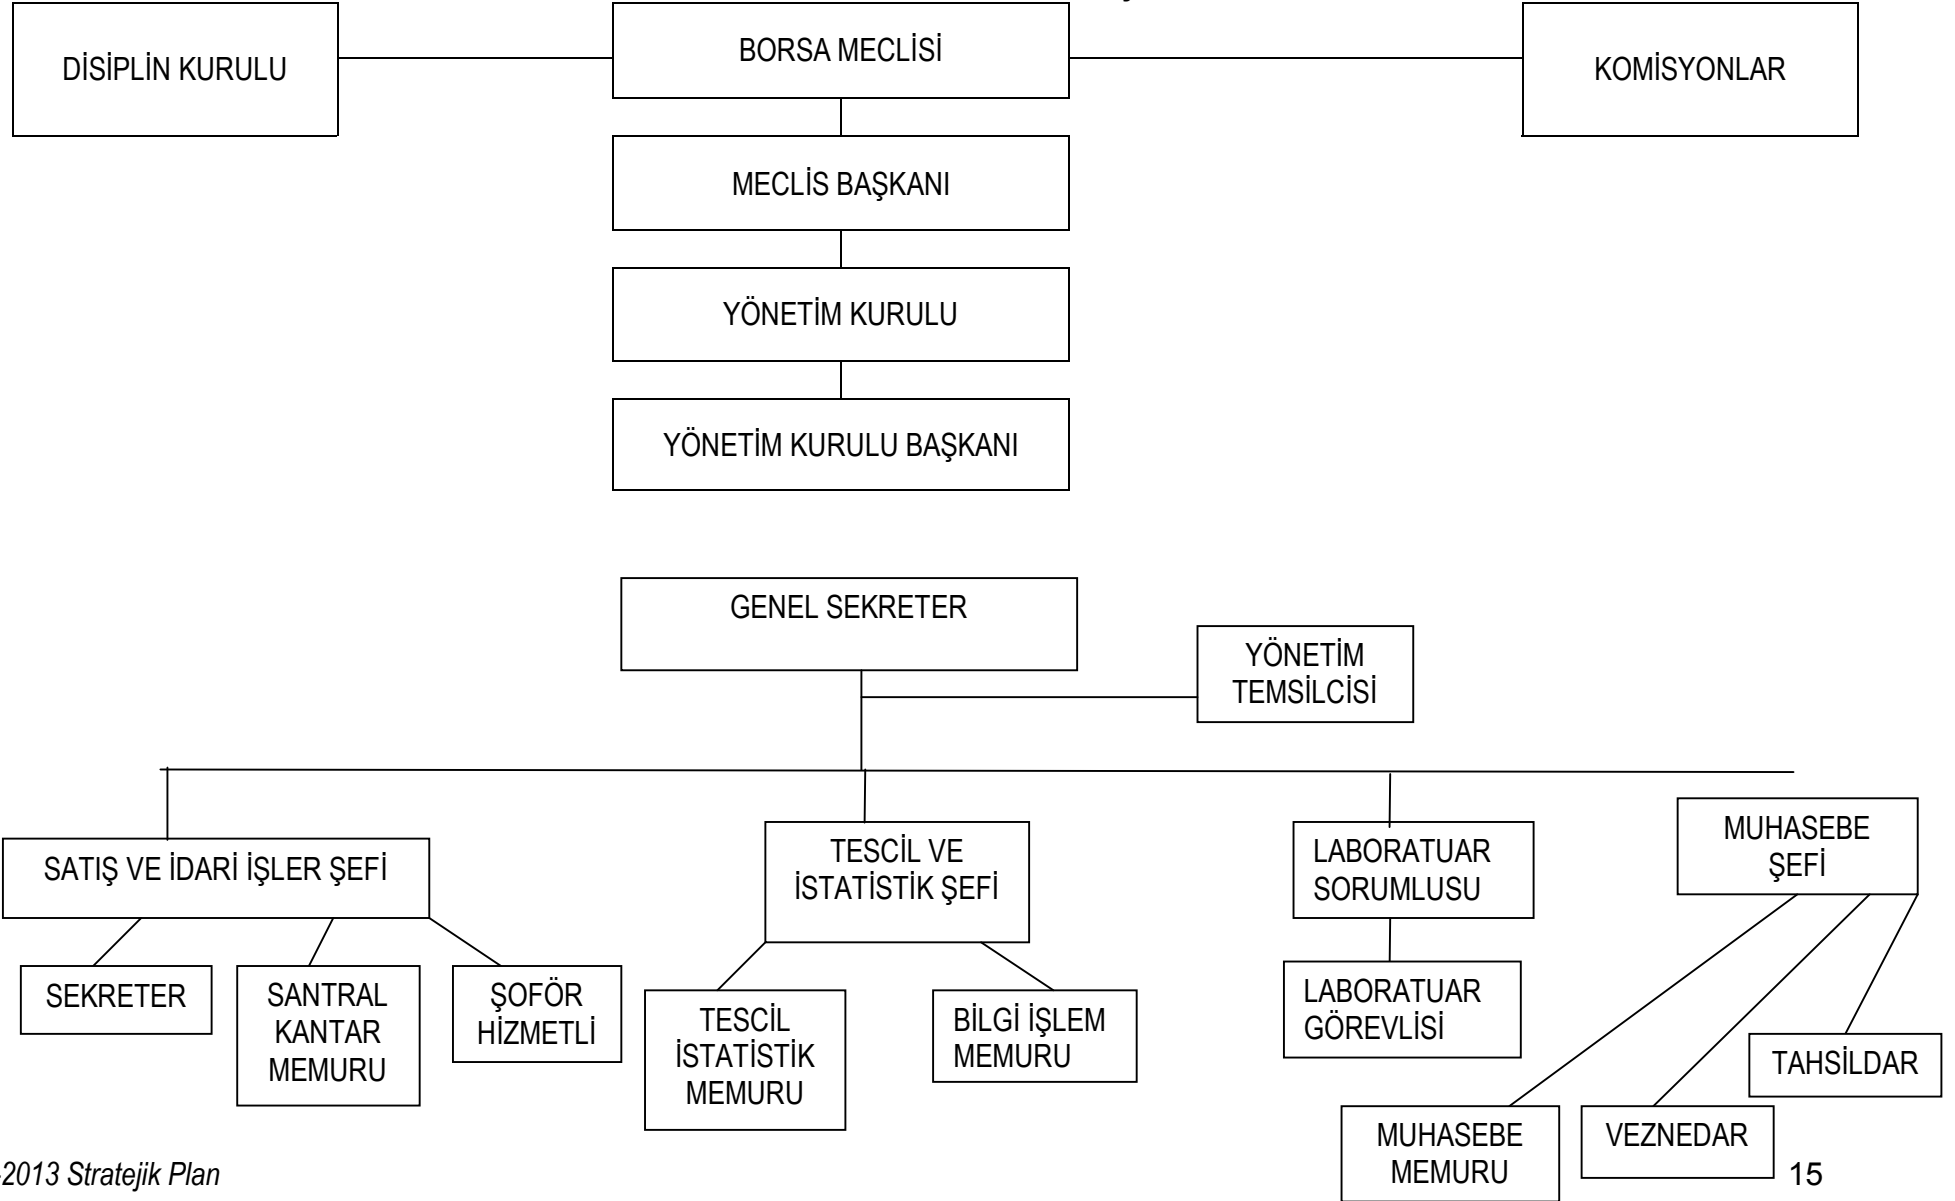 DİSİPLİN KURULU
BORSA MECLİSİ
KOMİSYONLAR
MECLİS BAŞKANI
YÖNETİM KURULU
YÖNETİM KURULU BAŞKANI
GENEL SEKRETER
YÖNETİM
TEMSİLCİSİ
SATIŞ VE İDARİ İŞLER ŞEFİ
TESCİL VE
İSTATİSTİK ŞEFİ
LABORATUAR
SORUMLUSU
MUHASEBE
ŞEFİ
SEKRETER
SANTRAL
KANTAR
MEMURU
ŞOFÖR
HİZMETLİ
TESCİL
İSTATİSTİK
MEMURU
BİLGİ İŞLEM
MEMURU
LABORATUAR
GÖREVLİSİ
MUHASEBE
MEMURU
VEZNEDAR
TAHSİLDAR
-2013 Stratejik Plan
15